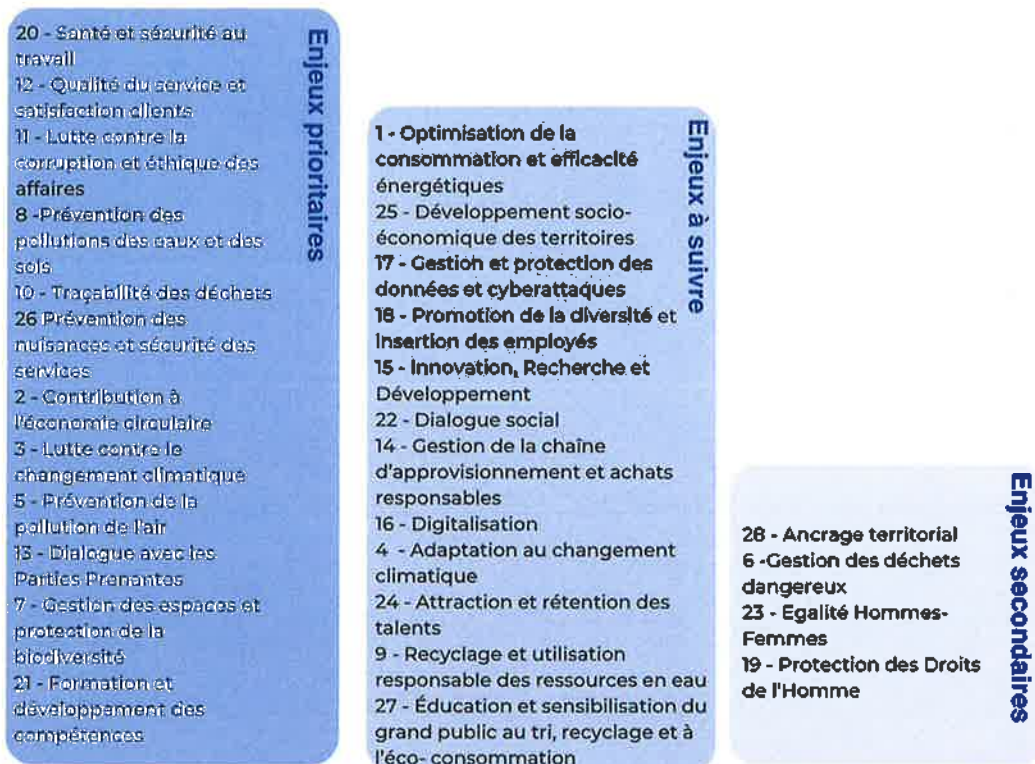 20 - Santé et sécurité au
travail
12 - Qualité du service et
satisfaction clients
11 - Lutte contre la
corruption et éthique des
affaires
8 -Prévention des
pollutions des eaux et des
sols
10 - Traçabilité des déchets
26 Prévention des
nuisances et sécurité des
services
2 - Contribution à
l'économie circulaire
3 - Lutte contre le
changement climatique
5 - Prévention de la
pollution de l'air
13 - Dialogue avec les
Parties Prenantes
7 - Gestion des espaces et
protection de la
biodiversité
21 - Formation et
développement des
compétences
Enjeux prioritaires
1 - Optimisation de la
consommation et efficacité
énergétiques
25 - Développement socio-
économique des territoires
17 - Gestion et protection des
données et cyberattaques
18 - Promotion de la diversité et
insertion des employés
15 - Innovation, Recherche et
Développement
22 - Dialogue social
14 - Gestion de la chaîne
d'approvisionnement et achats
responsables
16 - Digitalisation
4 - Adaptation au changement
climatique
24 - Attraction et rétention des
talents
9 - Recyclage et utilisation
responsable des ressources en eau
27 - Éducation et sensibilisation du
grand public au tri, recyclage et à
l'éco- consommation
Enjeux à suivre
28 - Ancrage territorial
6 -Gestion des déchets
dangereux
23 - Egalité Hommes-
Femmes
19 - Protection des Droits
de l'Homme
Enjeux secondaires